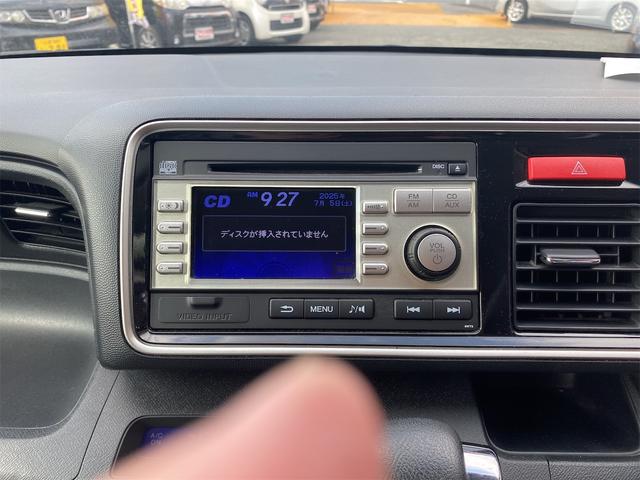 DISC
CD
AM 9:27
2025年
7月 5日(土)
ディスクが挿入されていません
FM
AM
CD
AUX
VOL
PUSH
VIDEO INPUT
MENU
A/C